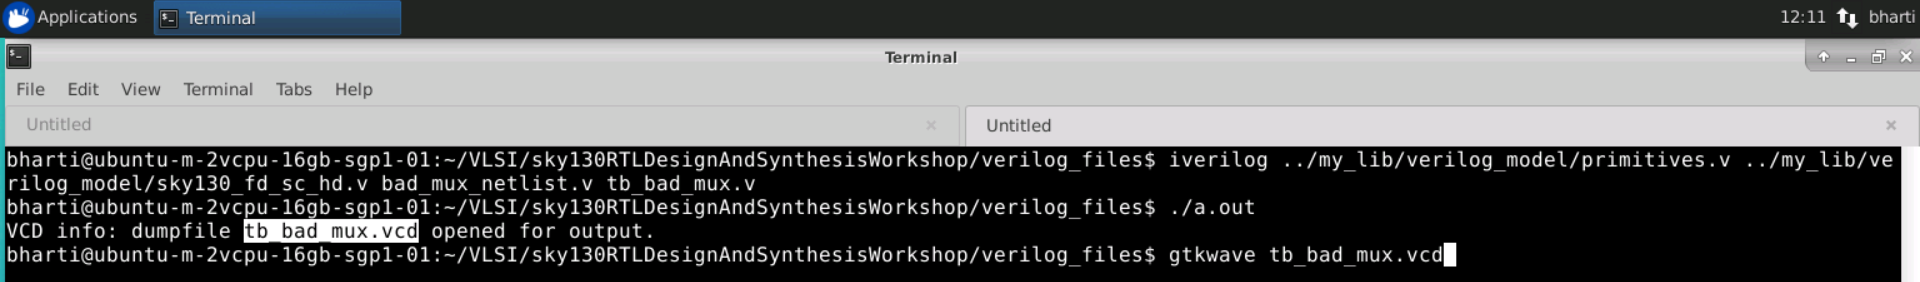 Applications Terminal 12:11 bharti
Terminal
File Edit View Terminal Tabs Help
Untitled Untitled
bharti@ubuntu-m-2vcpu-16gb-sgp1-01:~/VLSI/sky130RTLDesignAndSynthesisWorkshop/verilog_files$ iverilog ../my_lib/verilog_model/primitives.v ../my_lib/ve
rilog_model/sky130_fd_sc_hd.v bad_mux_netlist.v tb_bad_mux.v
bharti@ubuntu-m-2vcpu-16gb-sgp1-01:~/VLSI/sky130RTLDesignAndSynthesisWorkshop/verilog_files$ ./a.out
VCD info: dumpfile tb_bad_mux.vcd opened for output.
bharti@ubuntu-m-2vcpu-16gb-sgp1-01:~/VLSI/sky130RTLDesignAndSynthesisWorkshop/verilog_files$ gtkwave tb_bad_mux.vcd